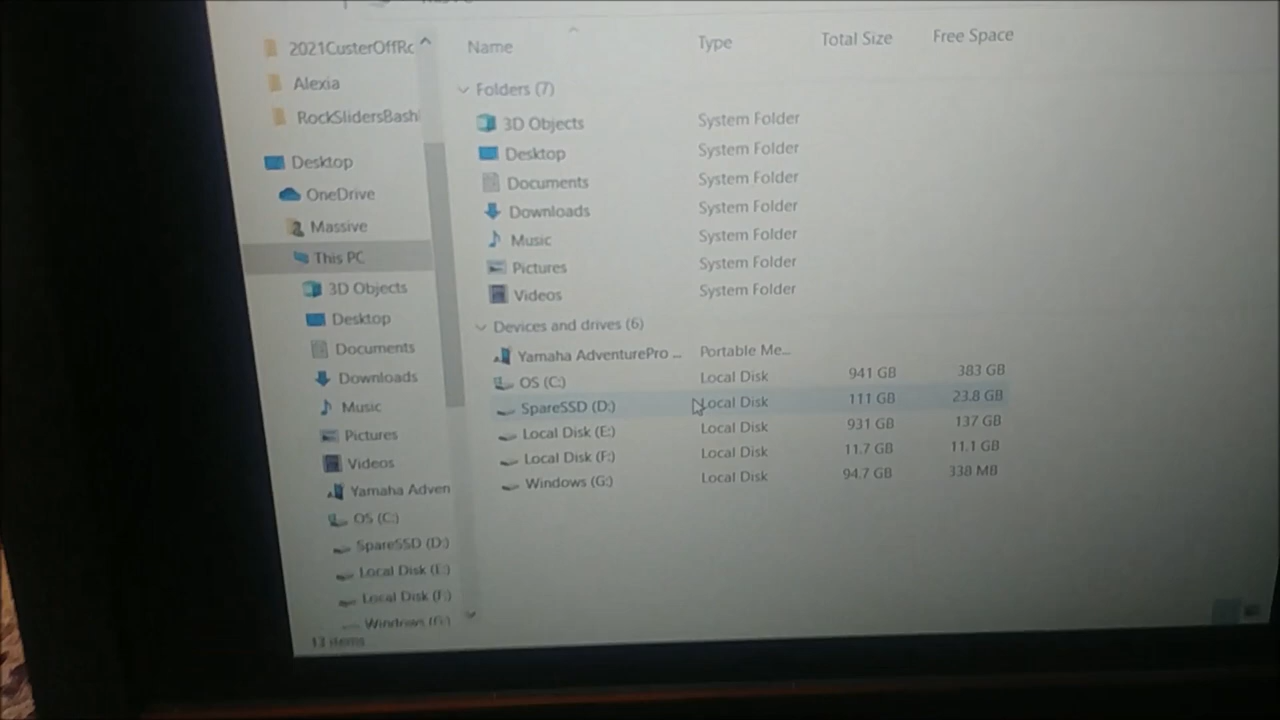 Name Type Total Size Free Space
Folders (7)
3D Objects System Folder
Desktop System Folder
Documents System Folder
Downloads System Folder
Music System Folder
Pictures System Folder
Videos System Folder
Devices and drives (6)
Yamaha AdventurePro ... Portable Me...
OS (C:) Local Disk 941 GB 383 GB
SpareSSD (D:) Local Disk 111 GB 23.8 GB
Local Disk (E:) Local Disk 931 GB 137 GB
Local Disk (F:) Local Disk 11.7 GB 11.1 GB
Windows (G:) Local Disk 94.7 GB 338 MB
2021CusterOffRo
Alexia
RockSlidersBash
Desktop
OneDrive
Massive
This PC
3D Objects
Desktop
Documents
Downloads
Music
Pictures
Videos
Yamaha Adven
OS (C:)
SpareSSD (D:)
Local Disk (E:)
Local Disk (F:)
Windows (G:)
13 items